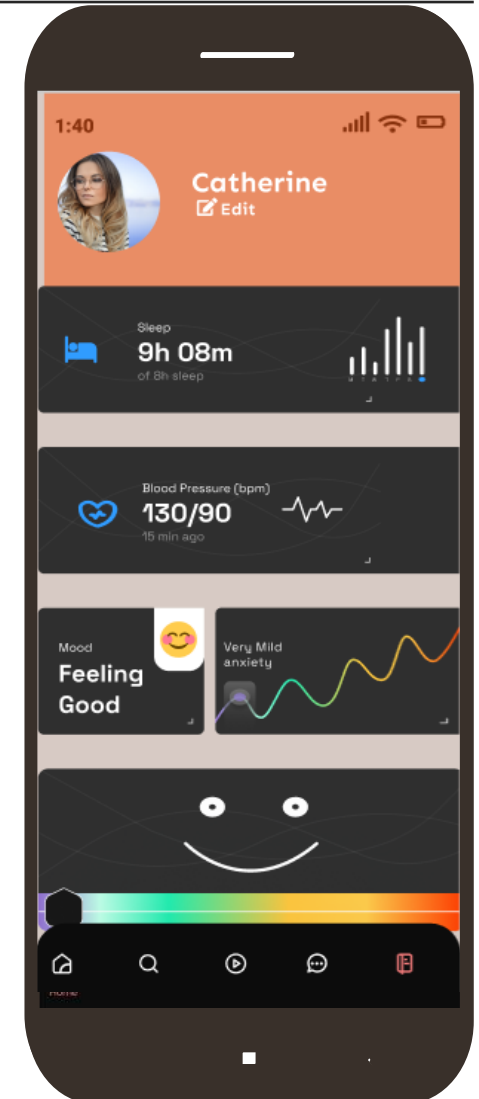 1:40
Catherine
Edit
Sleep
9h 08m
of 8h sleep
Blood Pressure (bpm)
130/90
15 min ago
Mood
Feeling
Good
Very Mild
anxiety
Home